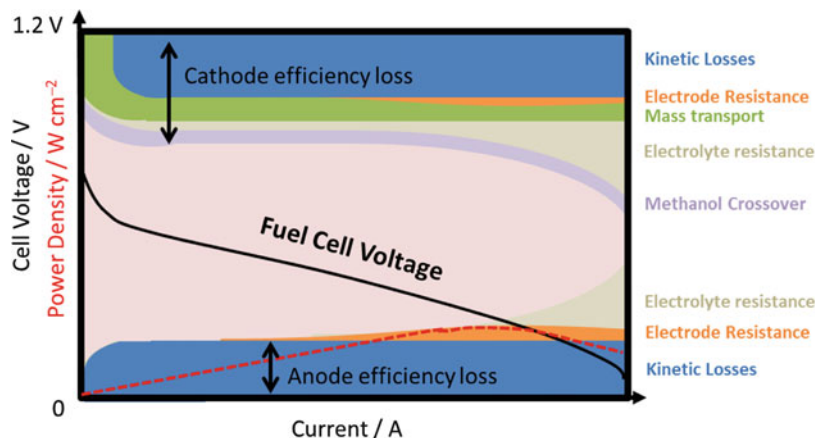 1.2 V
Cell Voltage / V
Power Density / W cm⁻²
0
Cathode efficiency loss
Fuel Cell Voltage
Anode efficiency loss
Current / A
Kinetic Losses
Electrode Resistance
Mass transport
Electrolyte resistance
Methanol Crossover
Electrolyte resistance
Electrode Resistance
Kinetic Losses